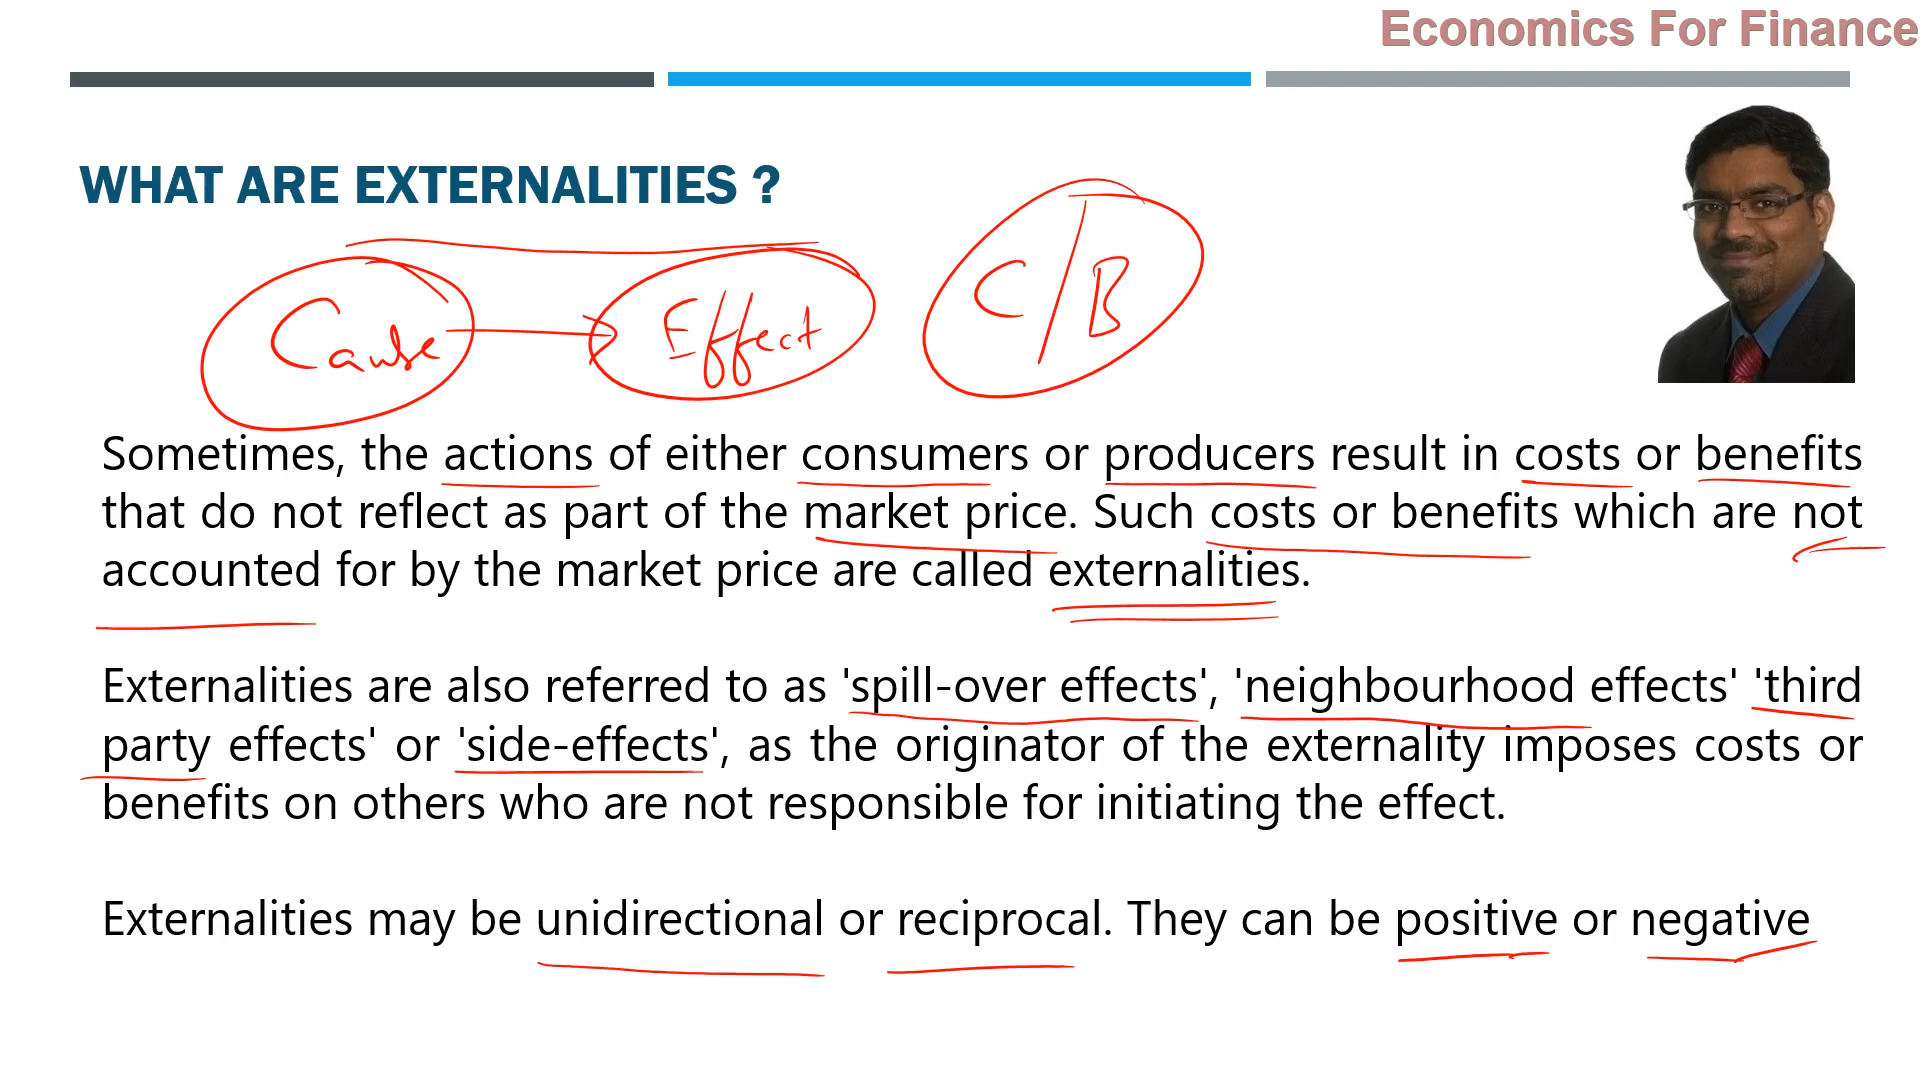 Economics For Finance
WHAT ARE EXTERNALITIES ?
Cause Effect C/B
Sometimes, the actions of either consumers or producers result in costs or benefits
that do not reflect as part of the market price. Such costs or benefits which are not
accounted for by the market price are called externalities.
Externalities are also referred to as 'spill-over effects', 'neighbourhood effects' 'third
party effects' or 'side-effects', as the originator of the externality imposes costs or
benefits on others who are not responsible for initiating the effect.
Externalities may be unidirectional or reciprocal. They can be positive or negative